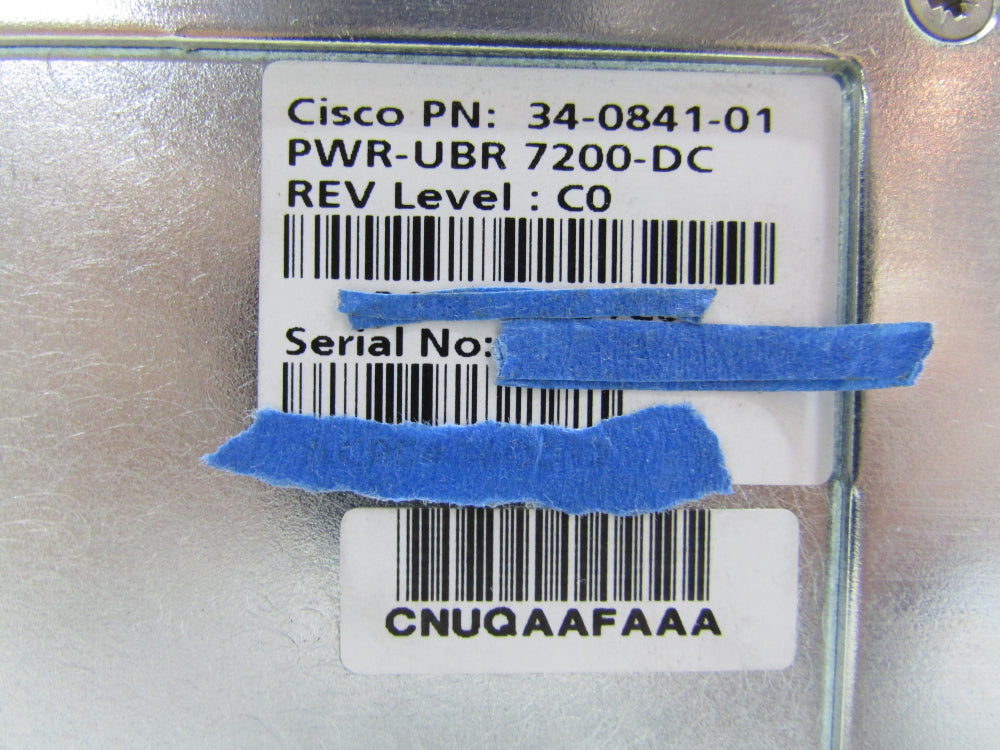 Cisco PN: 34-0841-01
PWR-UBR 7200-DC
REV Level : C0
Serial No:
CNUQAAFAAA